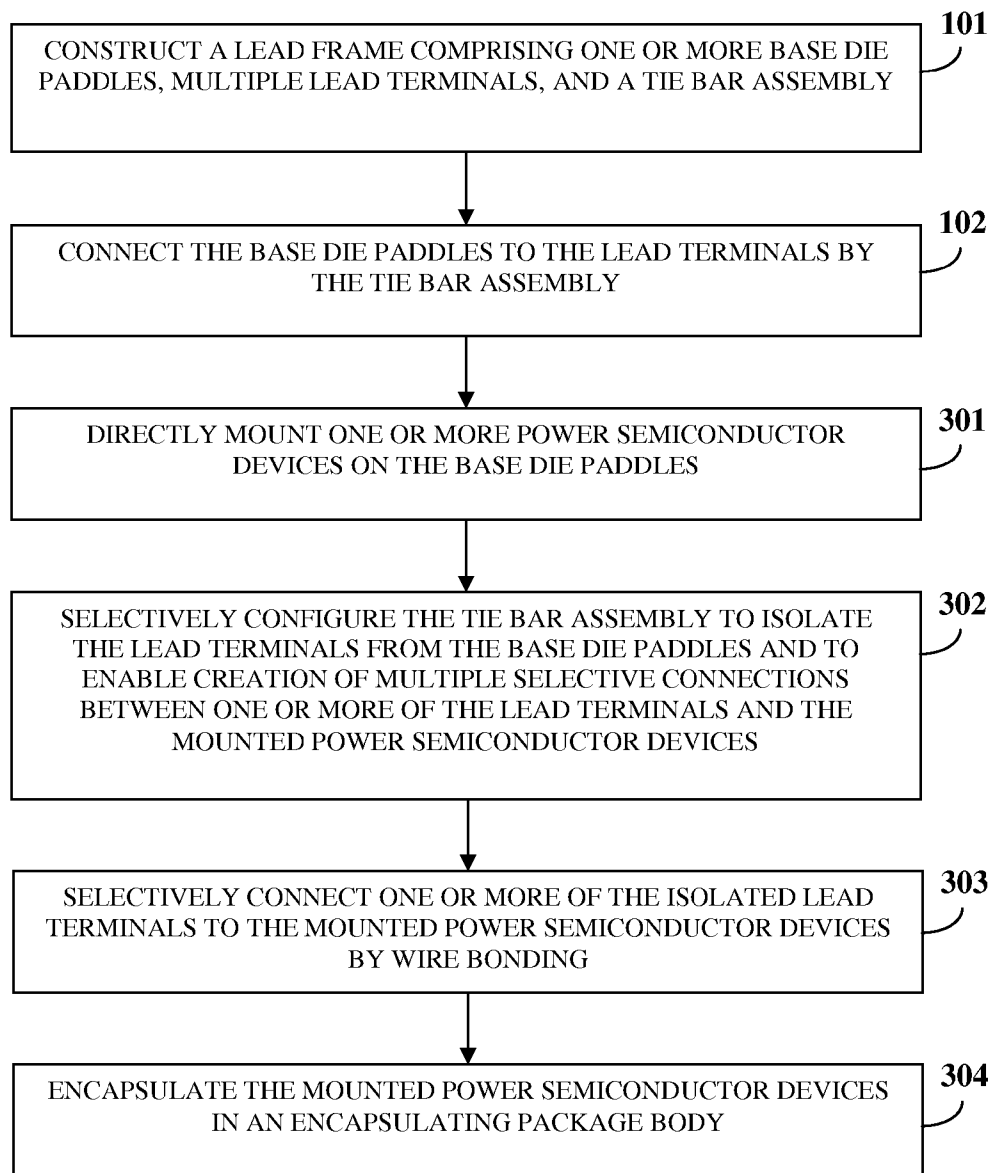 101
CONSTRUCT A LEAD FRAME COMPRISING ONE OR MORE BASE DIE
PADDLES, MULTIPLE LEAD TERMINALS, AND A TIE BAR ASSEMBLY
102
CONNECT THE BASE DIE PADDLES TO THE LEAD TERMINALS BY
THE TIE BAR ASSEMBLY
301
DIRECTLY MOUNT ONE OR MORE POWER SEMICONDUCTOR
DEVICES ON THE BASE DIE PADDLES
302
SELECTIVELY CONFIGURE THE TIE BAR ASSEMBLY TO ISOLATE
THE LEAD TERMINALS FROM THE BASE DIE PADDLES AND TO
ENABLE CREATION OF MULTIPLE SELECTIVE CONNECTIONS
BETWEEN ONE OR MORE OF THE LEAD TERMINALS AND THE
MOUNTED POWER SEMICONDUCTOR DEVICES
303
SELECTIVELY CONNECT ONE OR MORE OF THE ISOLATED LEAD
TERMINALS TO THE MOUNTED POWER SEMICONDUCTOR DEVICES
BY WIRE BONDING
304
ENCAPSULATE THE MOUNTED POWER SEMICONDUCTOR DEVICES
IN AN ENCAPSULATING PACKAGE BODY